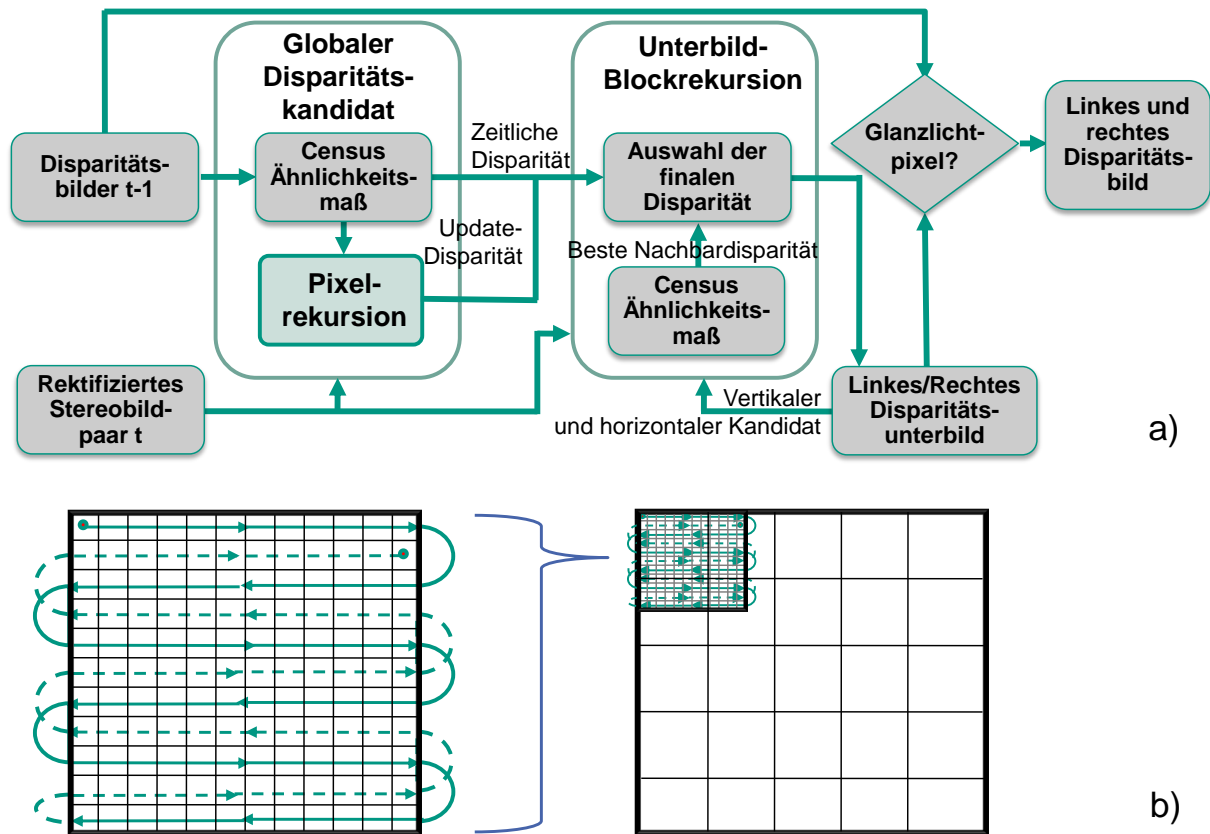 Globaler
Disparitäts-
kandidat
Unterbild-
Blockrekursion
Disparitäts-
bilder t-1
Census
Ähnlichkeits-
maß
Zeitliche
Disparität
Auswahl der
finalen
Disparität
Glanzlicht-
pixel?
Linkes und
rechtes
Disparitäts-
bild
Update-
Disparität
Pixel-
rekursion
Beste Nachbardisparität
Census
Ähnlichkeits-
maß
Rektifiziertes
Stereobild-
paar t
Vertikaler
und horizontaler Kandidat
Linkes/Rechtes
Disparitäts-
unterbild
a)
b)